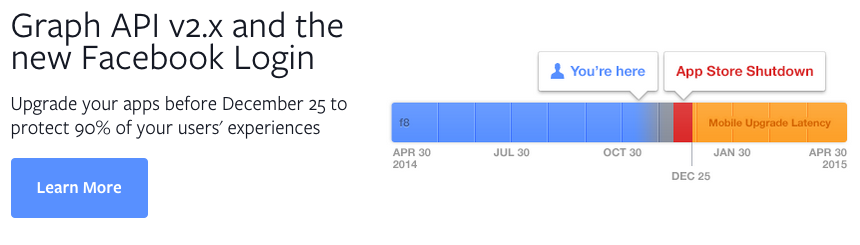 Graph API v2.x and the
new Facebook Login
Upgrade your apps before December 25 to
protect 90% of your users' experiences
Learn More
You're here
App Store Shutdown
f8
Mobile Upgrade Latency
APR 30
2014
JUL 30
OCT 30
DEC 25
JAN 30
APR 30
2015